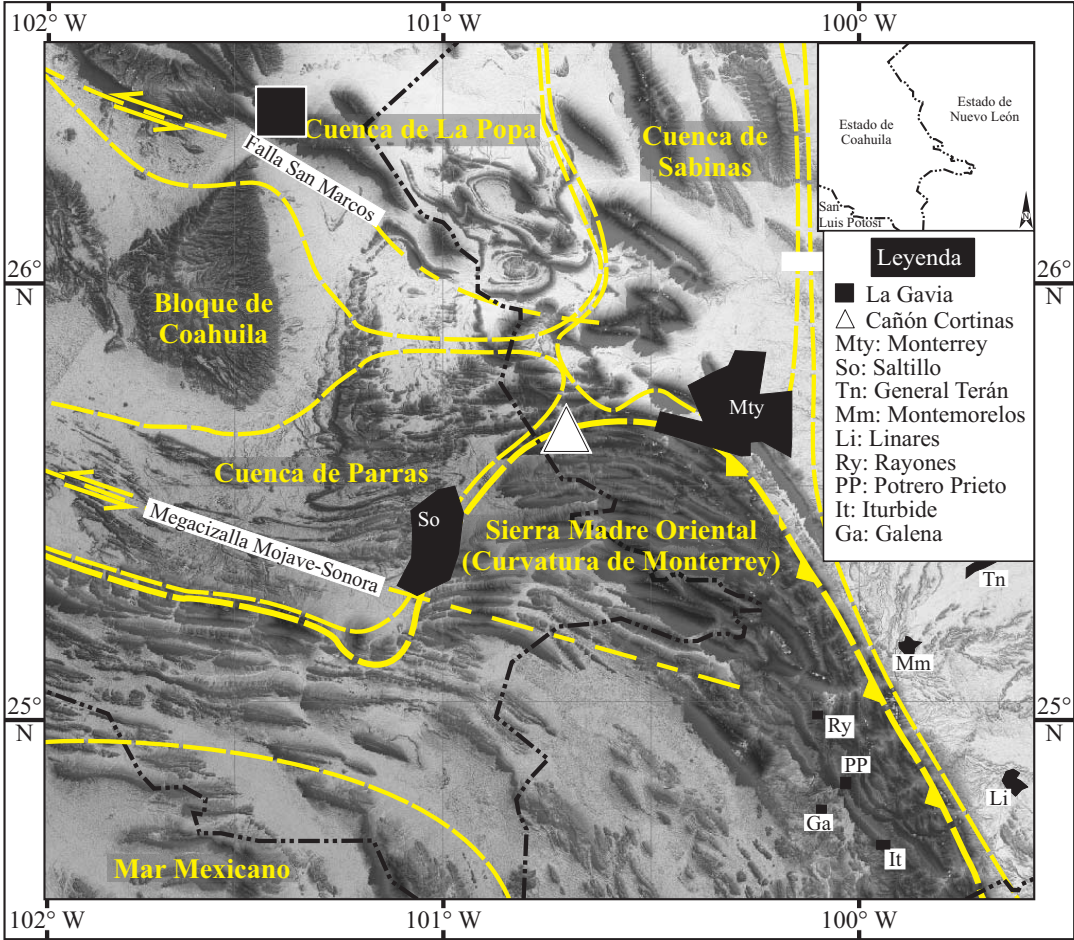 102° W
101° W
100° W
Cuenca de La Popa
Cuenca de
Sabinas
Falla San Marcos
Estado de
Nuevo León
Estado de
Coahuila
San
Luis Potosí
N
26°
N
26°
N
Bloque de
Coahuila
Leyenda
La Gavia
Cañón Cortinas
Mty: Monterrey
So: Saltillo
Tn: General Terán
Mm: Montemorelos
Li: Linares
Ry: Rayones
PP: Potrero Prieto
It: Iturbide
Ga: Galena
Mty
Cuenca de Parras
So
Megacizalla Mojave-Sonora
Sierra Madre Oriental
(Curvatura de Monterrey)
Tn
Mm
25°
N
25°
N
Ry
PP
Li
Ga
It
Mar Mexicano
102° W
101° W
100° W